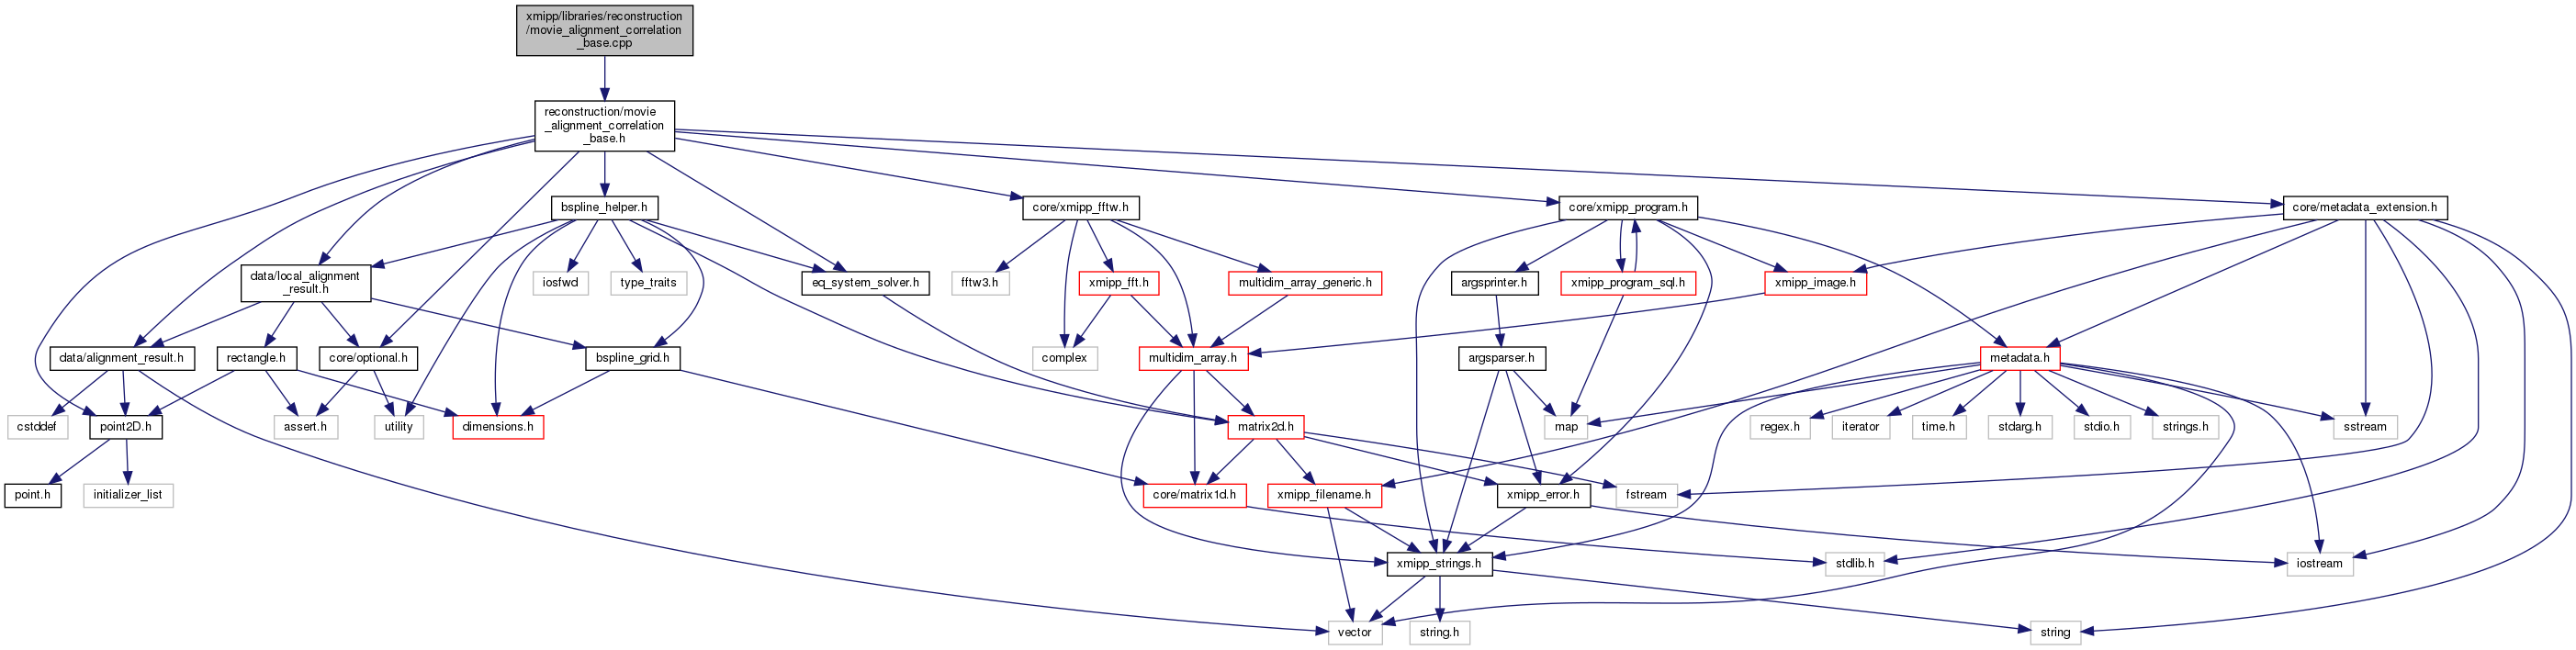 xmipp/libraries/reconstruction
/movie_alignment_correlation
_base.cpp
reconstruction/movie
_alignment_correlation
_base.h
bspline_helper.h
core/xmipp_fftw.h
core/xmipp_program.h
core/metadata_extension.h
data/local_alignment
_result.h
iosfwd
type_traits
eq_system_solver.h
fftw3.h
xmipp_fft.h
multidim_array_generic.h
argsprinter.h
xmipp_program_sql.h
xmipp_image.h
data/alignment_result.h
rectangle.h
core/optional.h
bspline_grid.h
complex
multidim_array.h
argsparser.h
metadata.h
cstddef
point2D.h
assert.h
utility
dimensions.h
matrix2d.h
map
regex.h
iterator
time.h
stdarg.h
stdio.h
strings.h
sstream
point.h
initializer_list
core/matrix1d.h
xmipp_filename.h
xmipp_error.h
fstream
xmipp_strings.h
stdlib.h
iostream
vector
string.h
string